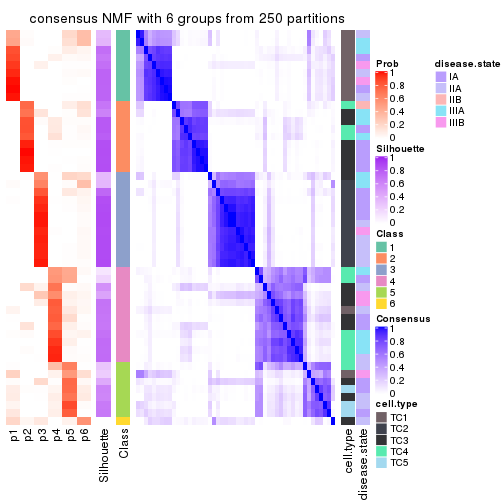 consensus NMF with 6 groups from 250 partitions
p1
p2
p3
p4
p5
p6
Silhouette
Class
cell.type
disease.state
Prob
1
0.8
0.6
0.4
0.2
0
Silhouette
1
0.8
0.6
0.4
0.2
0
Class
1
2
3
4
5
6
Consensus
1
0.8
0.6
0.4
0.2
0
cell.type
TC1
TC2
TC3
TC4
TC5
disease.state
IA
IIA
IIB
IIIA
IIIB